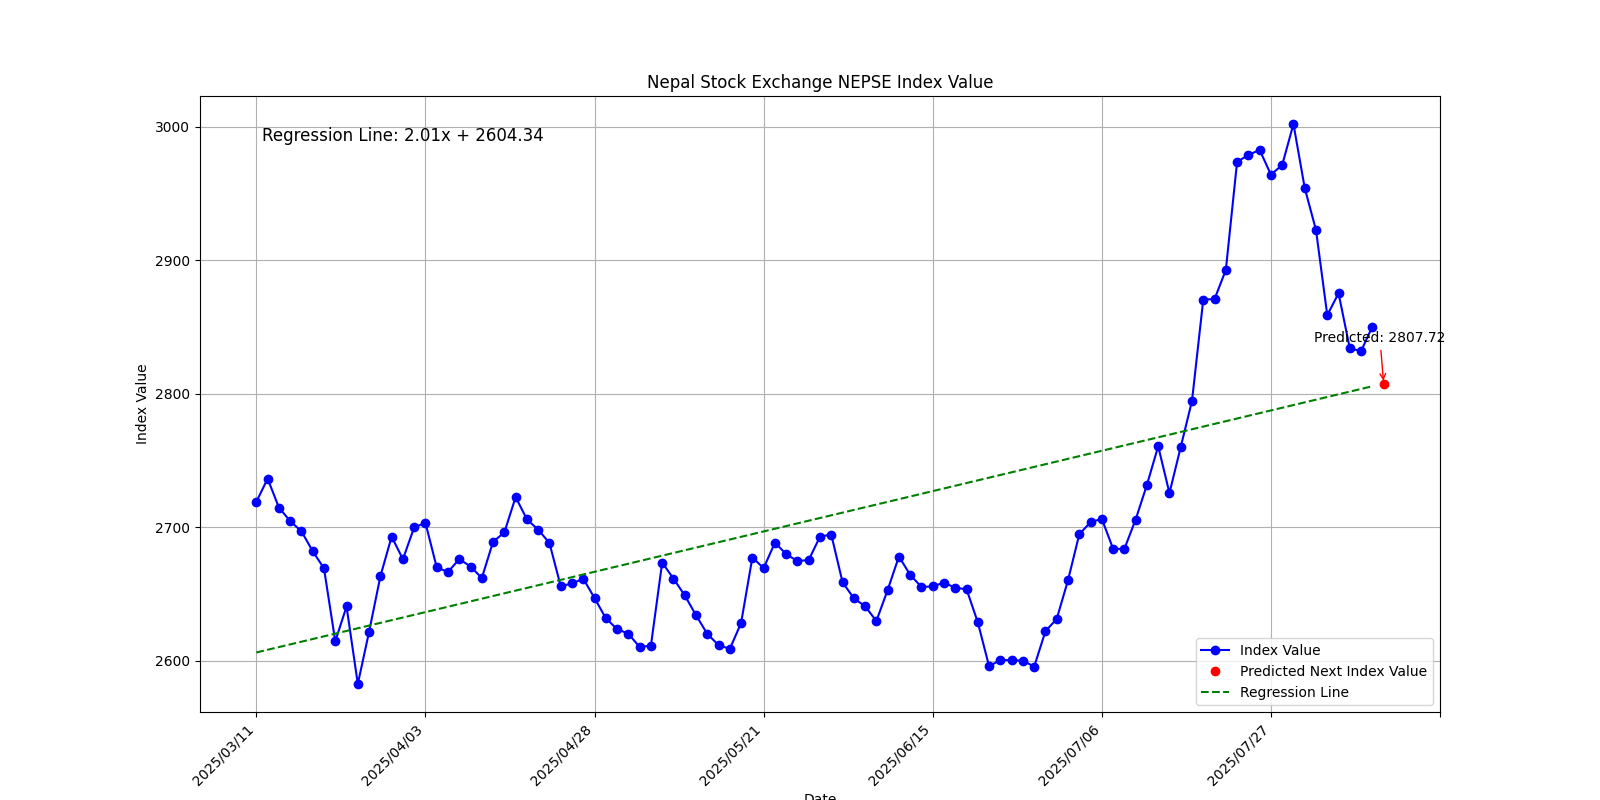 Nepal Stock Exchange NEPSE Index Value
Regression Line: 2.01x + 2604.34
3000
2900
2800
2700
2600
Index Value
Predicted: 2807.72
Index Value
Predicted Next Index Value
Regression Line
2025/03/11
2025/04/03
2025/04/28
2025/05/21
2025/06/15
2025/07/06
2025/07/27
Date